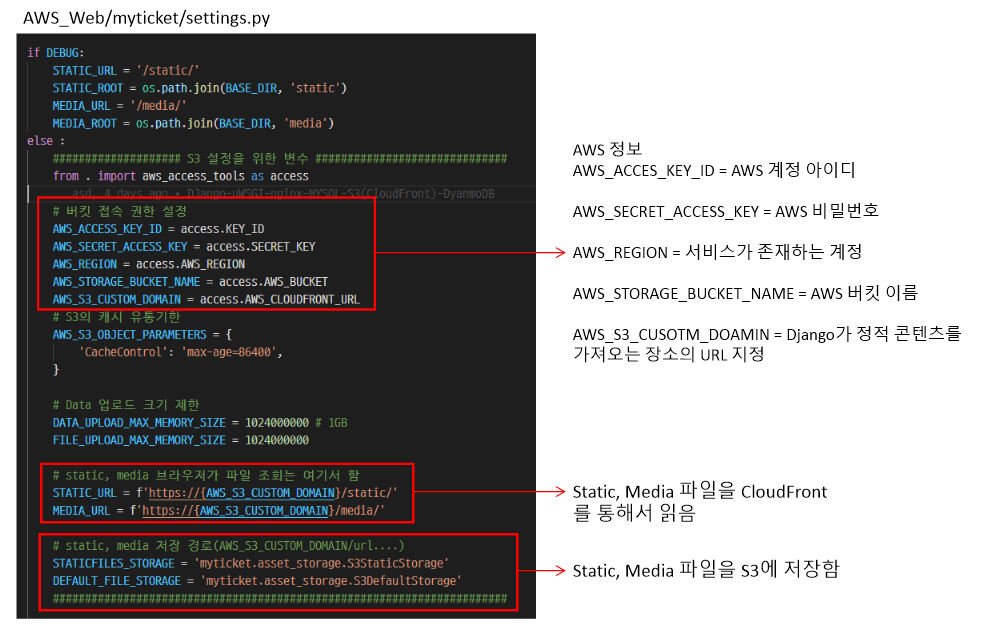 AWS_Web/myticket/settings.py
if DEBUG:
STATIC_URL = '/static/'
STATIC_ROOT = os.path.join(BASE_DIR, 'static')
MEDIA_URL = '/media/'
MEDIA_ROOT = os.path.join(BASE_DIR, 'media')
else :
#################### S3 설정을 위한 변수 ##############################
from . import aws_access_tools as access
asd, 4 days ago • DJango-uWSGI-nginx-MYSQL-S3(CloudFront)-DyanmoDB
# 버킷 접속 권한 설정
AWS_ACCESS_KEY_ID = access.KEY_ID
AWS_SECRET_ACCESS_KEY = access.SECRET_KEY
AWS_REGION = access.AWS_REGION
AWS_STORAGE_BUCKET_NAME = access.AWS_BUCKET
AWS_S3_CUSTOM_DOMAIN = access.AWS_CLOUDFRONT_URL
# S3의 캐시 유통기한
AWS_S3_OBJECT_PARAMETERS = {
'CacheControl': 'max-age=86400',
}
# Data 업로드 크기 제한
DATA_UPLOAD_MAX_MEMORY_SIZE = 1024000000 # 1GB
FILE_UPLOAD_MAX_MEMORY_SIZE = 1024000000
# static, media 브라우저가 파일 조회는 여기서 함
STATIC_URL = f'https://{AWS_S3_CUSTOM_DOMAIN}/static/'
MEDIA_URL = f'https://{AWS_S3_CUSTOM_DOMAIN}/media/'
# static, media 저장 경로(AWS_S3_CUSTOM_DOMAIN/url....)
STATICFILES_STORAGE = 'myticket.asset_storage.S3StaticStorage'
DEFAULT_FILE_STORAGE = 'myticket.asset_storage.S3DefaultStorage'
########################################################################
AWS 정보
AWS_ACCES_KEY_ID = AWS 계정 아이디
AWS_SECRET_ACCESS_KEY = AWS 비밀번호
AWS_REGION = 서비스가 존재하는 계정
AWS_STORAGE_BUCKET_NAME = AWS 버킷 이름
AWS_S3_CUSOTM_DOAMIN = Django가 정적 콘텐츠를
가져오는 장소의 URL 지정
Static, Media 파일을 CloudFront
를 통해서 읽음
Static, Media 파일을 S3에 저장함